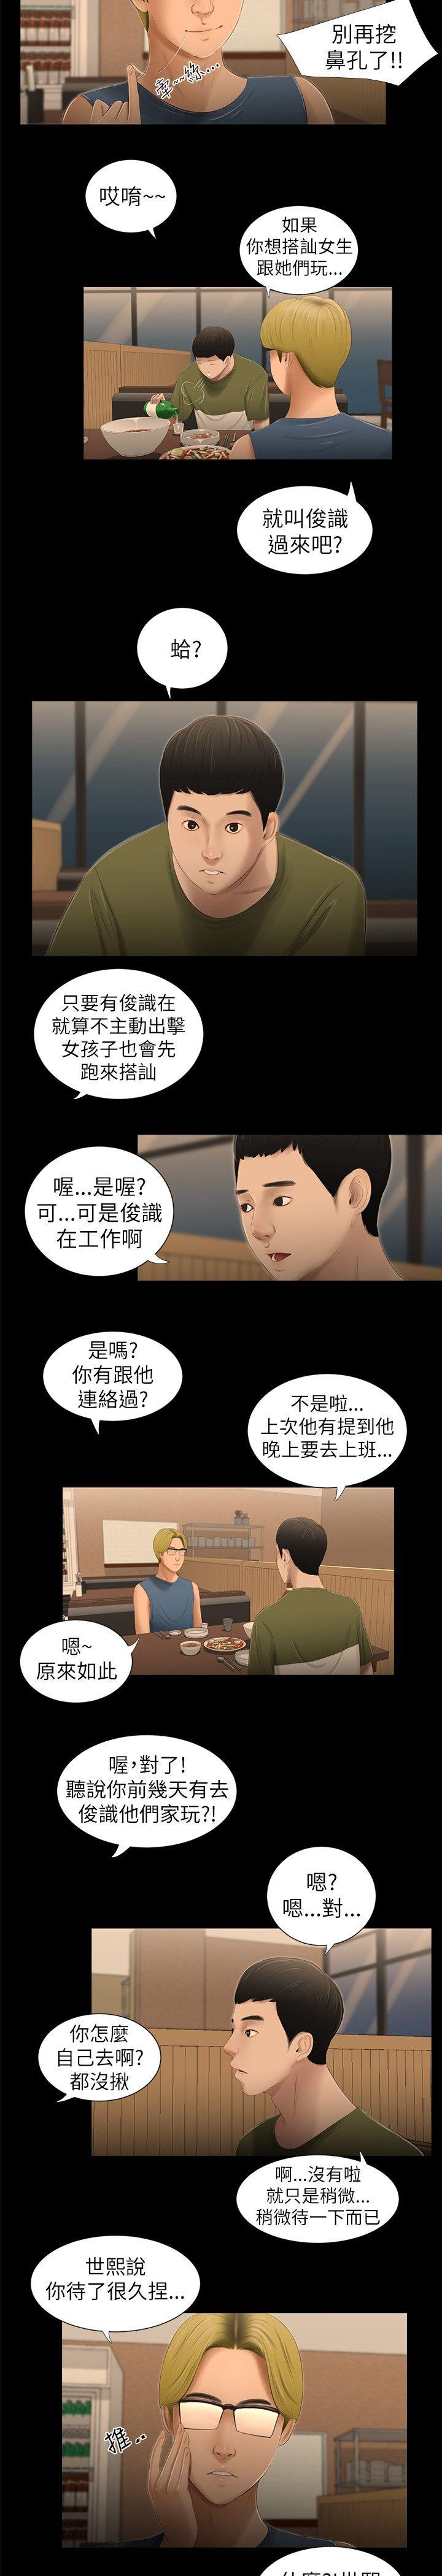 別再挖
鼻孔了!!
哎唷~~
如果
你想搭訕女生
跟她們玩...
就叫俊識
過來吧?
蛤?
只要有俊識在
就算不主動出擊
女孩子也會先
跑來搭訕
喔...是喔?
可...可是俊識
在工作啊
是嗎?
你有跟他
連絡過?
不是啦...
上次他有提到他
晚上要去上班...
嗯~
原來如此
喔,對了!
聽說你前幾天有去
俊識他們家玩?!
嗯?
嗯...對...
你怎麼
自己去啊?
都沒揪
啊...沒有啦
就只是稍微...
稍微待一下而已
世熙說
你待了很久捏...
推..